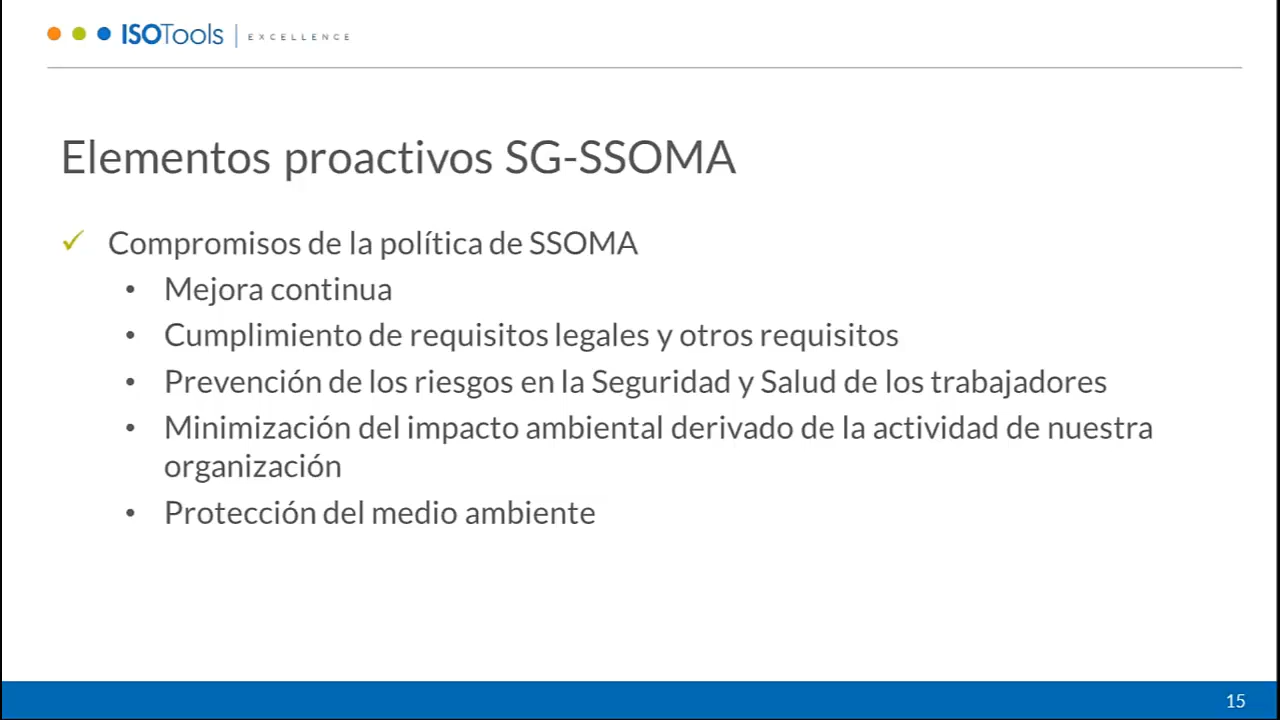 ISOTools | EXCELLENCE
Elementos proactivos SG-SSOMA
✓ Compromisos de la política de SSOMA
• Mejora continua
• Cumplimiento de requisitos legales y otros requisitos
• Prevención de los riesgos en la Seguridad y Salud de los trabajadores
• Minimización del impacto ambiental derivado de la actividad de nuestra
organización
• Protección del medio ambiente
15